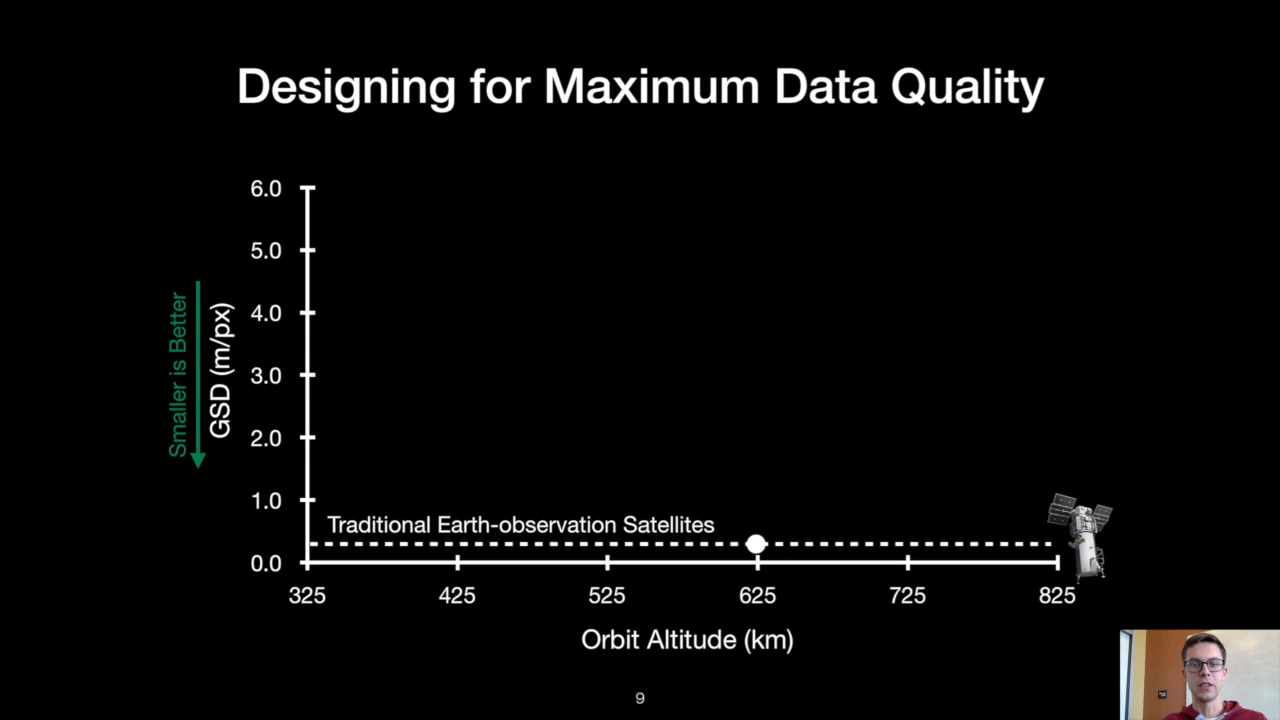 Designing for Maximum Data Quality
6.0
5.0
4.0
3.0
2.0
1.0
0.0
Smaller is Better
GSD (m/px)
Traditional Earth-observation Satellites
325
425
525
625
725
825
Orbit Altitude (km)
9